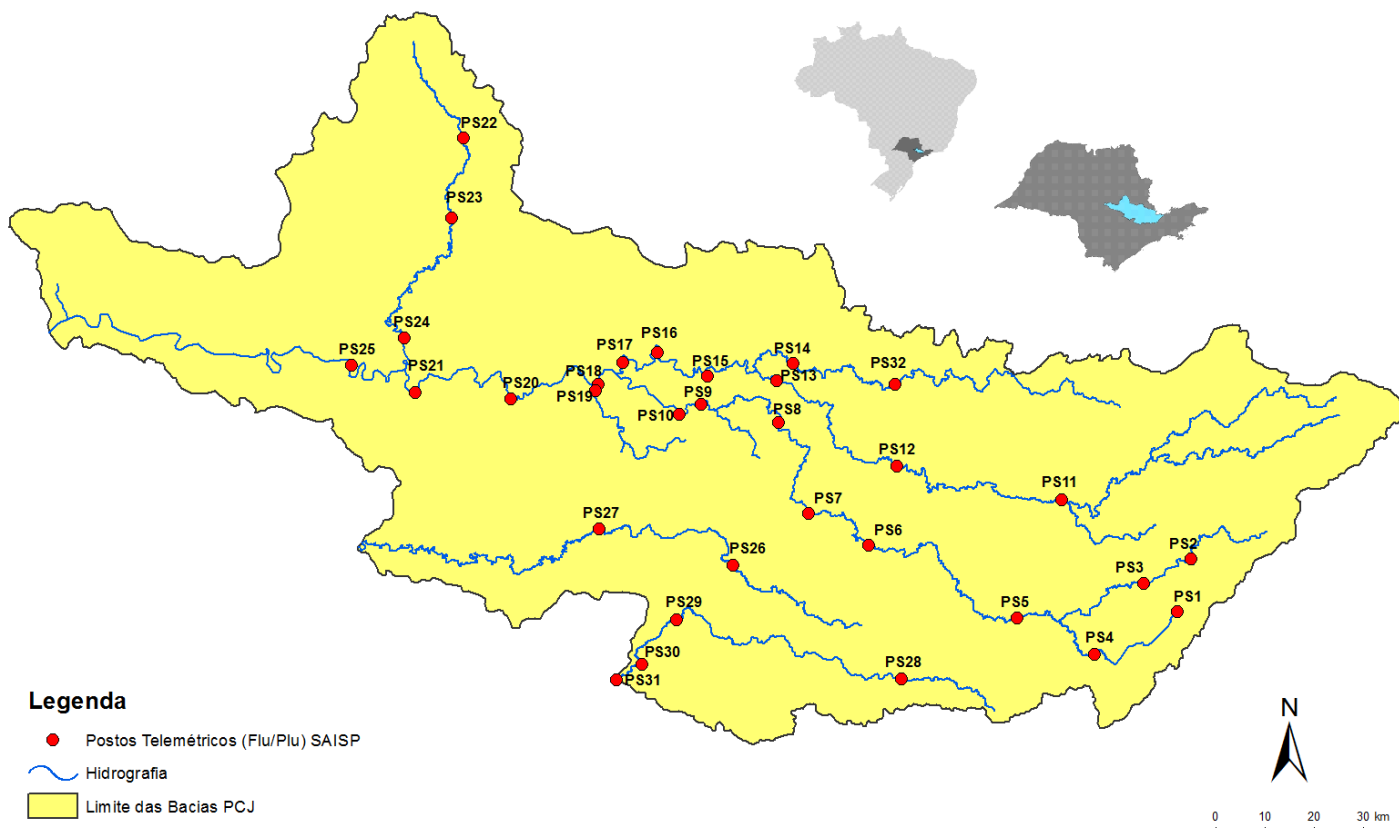 PS22
PS23
PS24
PS25
PS21
PS20
PS17
PS16
PS18
PS19
PS15
PS14
PS13
PS32
PS9
PS10
PS8
PS12
PS11
PS7
PS6
PS27
PS26
PS2
PS3
PS1
PS5
PS4
PS29
PS30
PS31
PS28
Legenda
Postos Telemétricos (Flu/Plu) SAISP
Hidrografia
Limite das Bacias PCJ
N
0 10 20 30 km